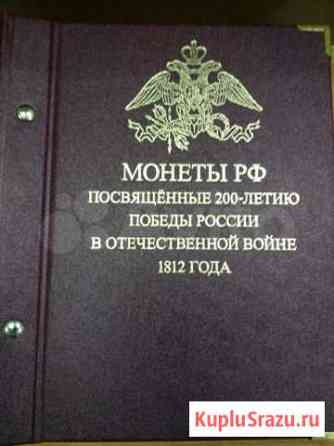 МОНЕТЫ РФ
ПОСВЯЩЁННЫЕ 200-ЛЕТИЮ
ПОБЕДЫ РОССИИ
В ОТЕЧЕСТВЕННОЙ ВОЙНЕ
1812 ГОДА
KupluSrazu.ru